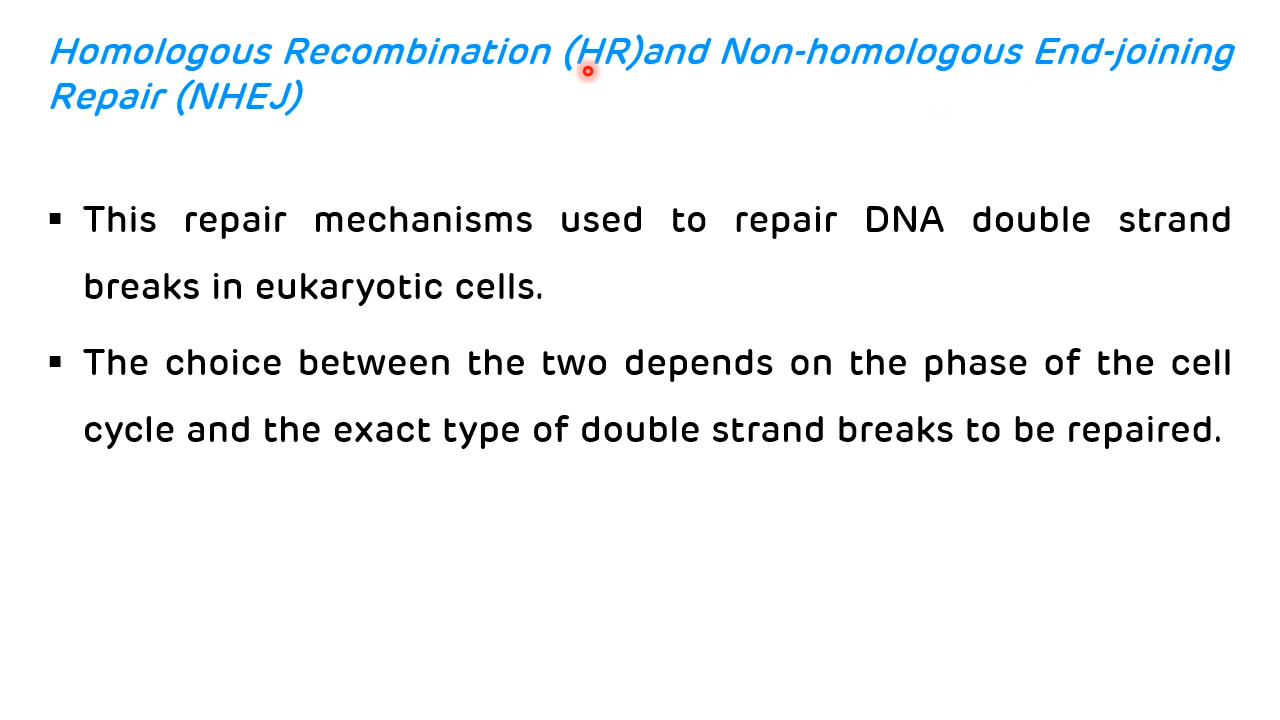 Homologous Recombination (HR)and Non-homologous End-joining
Repair (NHEJ)
▪ This repair mechanisms used to repair DNA double strand
breaks in eukaryotic cells.
▪ The choice between the two depends on the phase of the cell
cycle and the exact type of double strand breaks to be repaired.